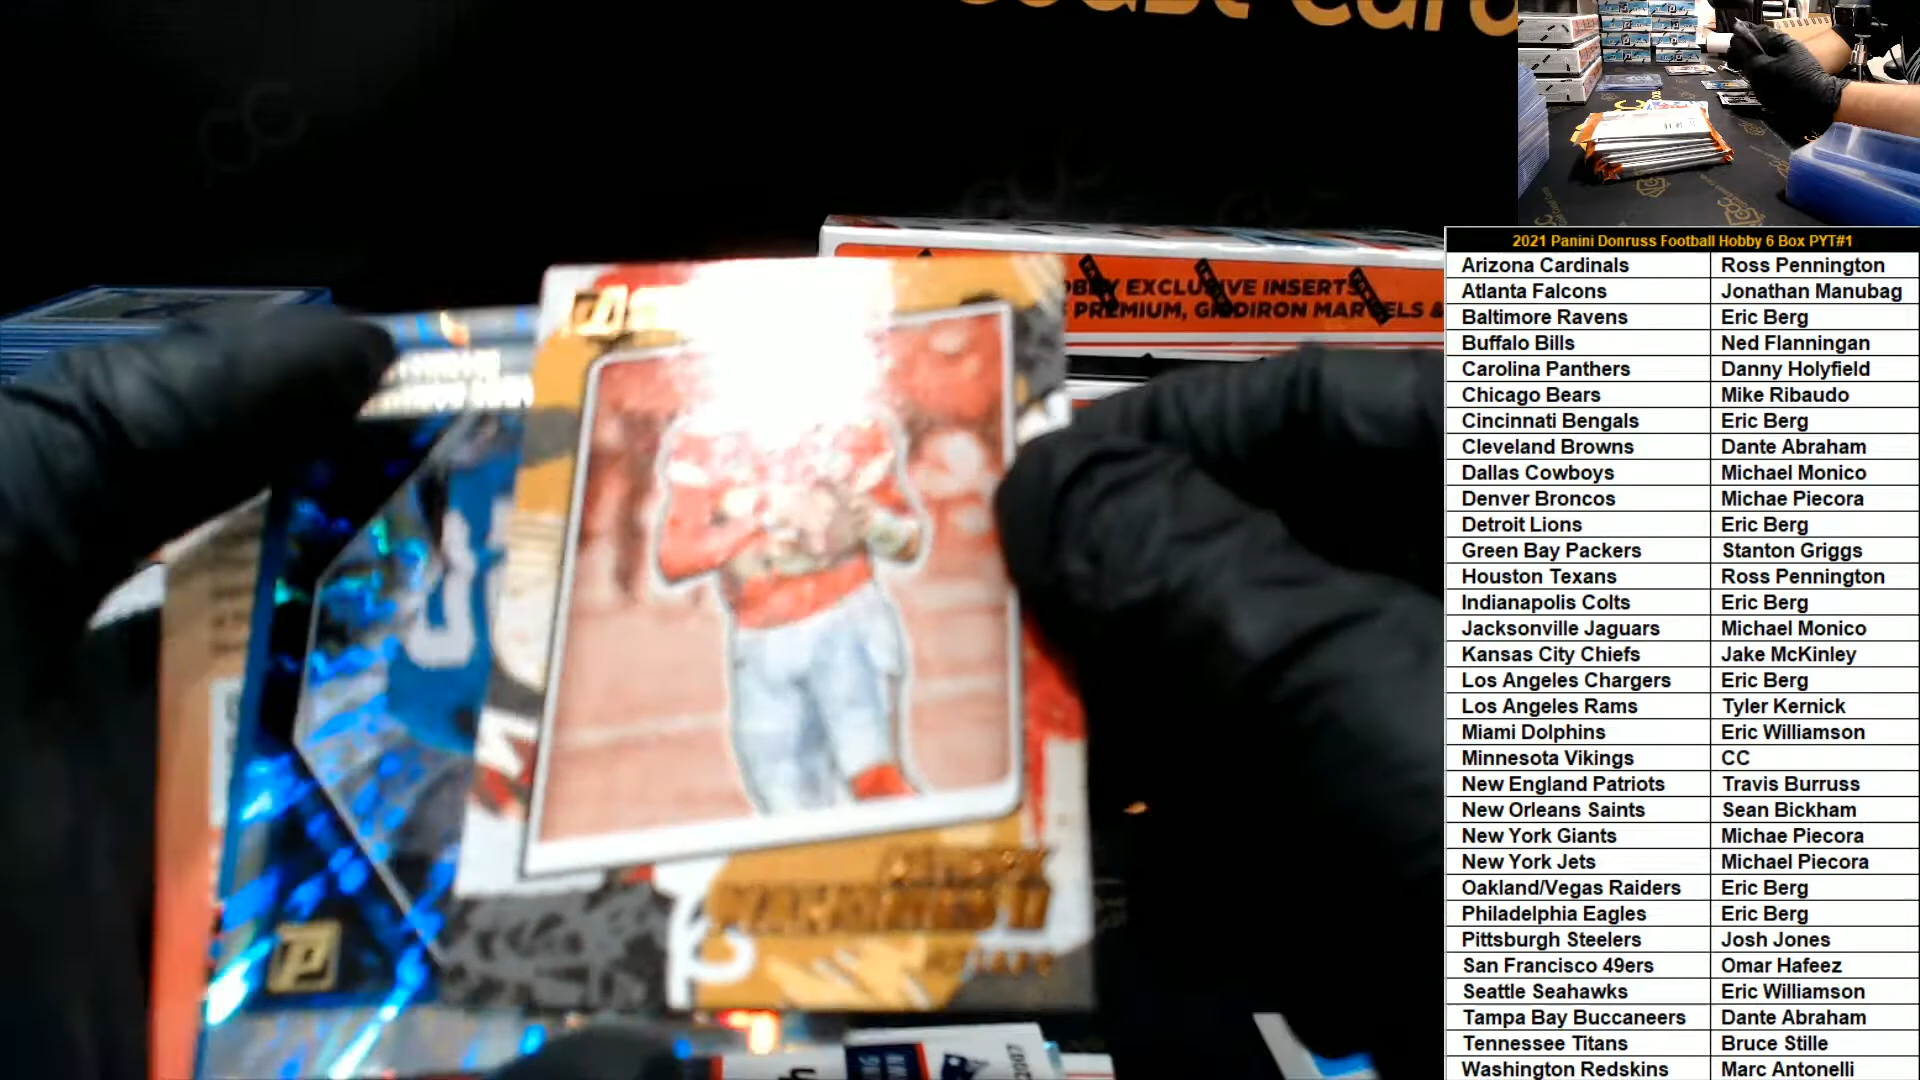 Coast Card
2021 Panini Donruss Football Hobby 6 Box PYT#1
Arizona Cardinals Ross Pennington
Atlanta Falcons Jonathan Manubag
Baltimore Ravens Eric Berg
Buffalo Bills Ned Flanningan
Carolina Panthers Danny Holyfield
Chicago Bears Mike Ribaudo
Cincinnati Bengals Eric Berg
Cleveland Browns Dante Abraham
Dallas Cowboys Michael Monico
Denver Broncos Michae Piecora
Detroit Lions Eric Berg
Green Bay Packers Stanton Griggs
Houston Texans Ross Pennington
Indianapolis Colts Eric Berg
Jacksonville Jaguars Michael Monico
Kansas City Chiefs Jake McKinley
Los Angeles Chargers Eric Berg
Los Angeles Rams Tyler Kernick
Miami Dolphins Eric Williamson
Minnesota Vikings CC
New England Patriots Travis Burruss
New Orleans Saints Sean Bickham
New York Giants Michae Piecora
New York Jets Michael Piecora
Oakland/Vegas Raiders Eric Berg
Philadelphia Eagles Eric Berg
Pittsburgh Steelers Josh Jones
San Francisco 49ers Omar Hafeez
Seattle Seahawks Eric Williamson
Tampa Bay Buccaneers Dante Abraham
Tennessee Titans Bruce Stille
Washington Redskins Marc Antonelli
EXCLUSIVE INSERTS
PREMIUM, GRIDIRON MARVELS &